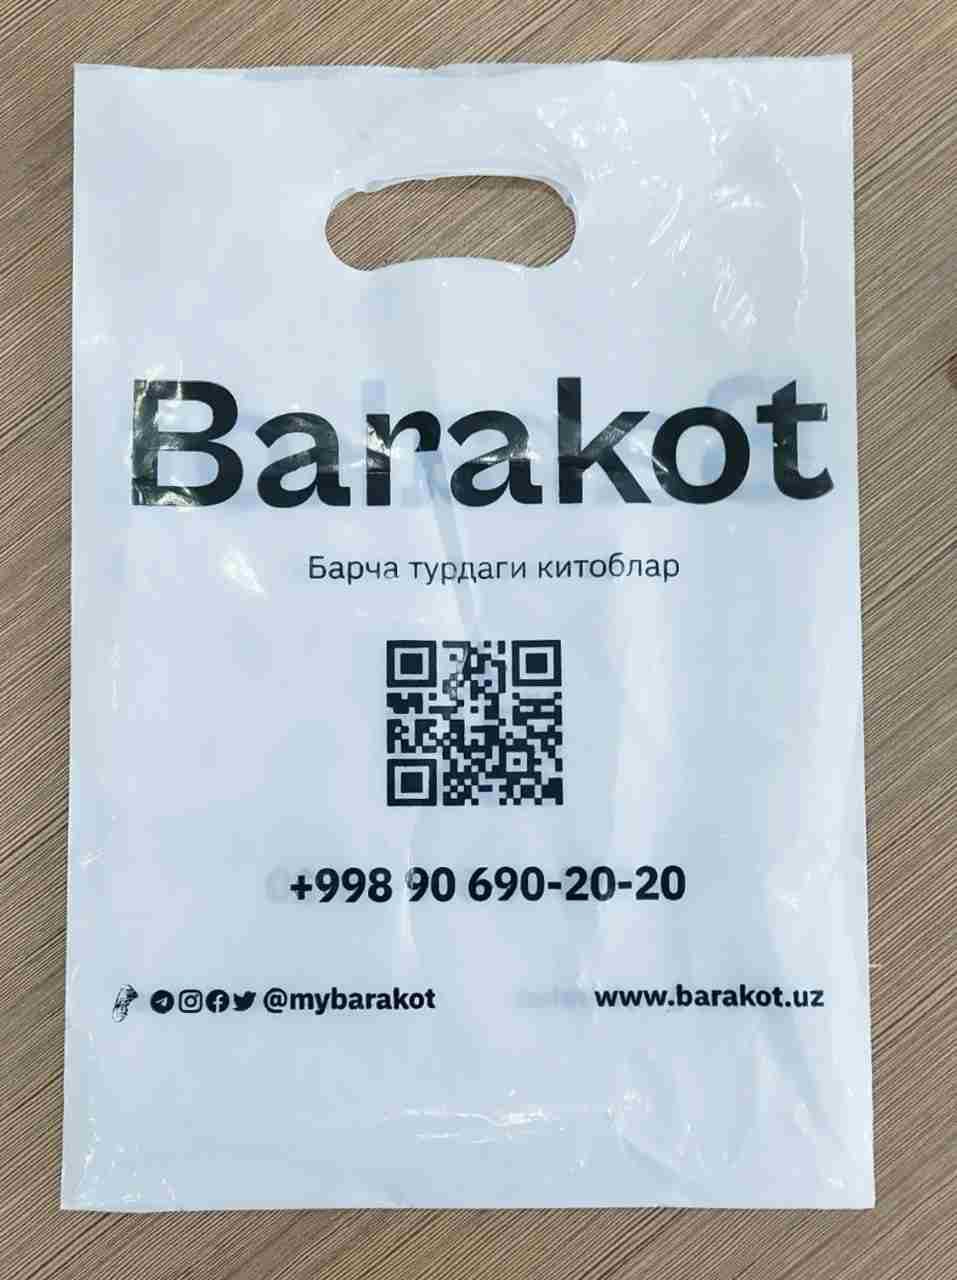 Barakot
Барча турдаги китоблар
+998 90 690-20-20
@mybarakot
www.barakot.uz